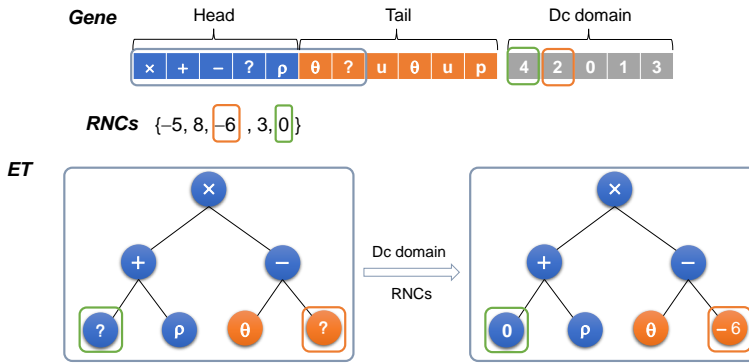 Gene Head Tail Dc domain
× + − ? ρ θ ? u θ u p 4 2 0 1 3
RNCs {−5, 8, −6 , 3, 0 }
ET
× ×
+ − Dc domain + −
RNCs
? ρ θ ? 0 ρ θ −6